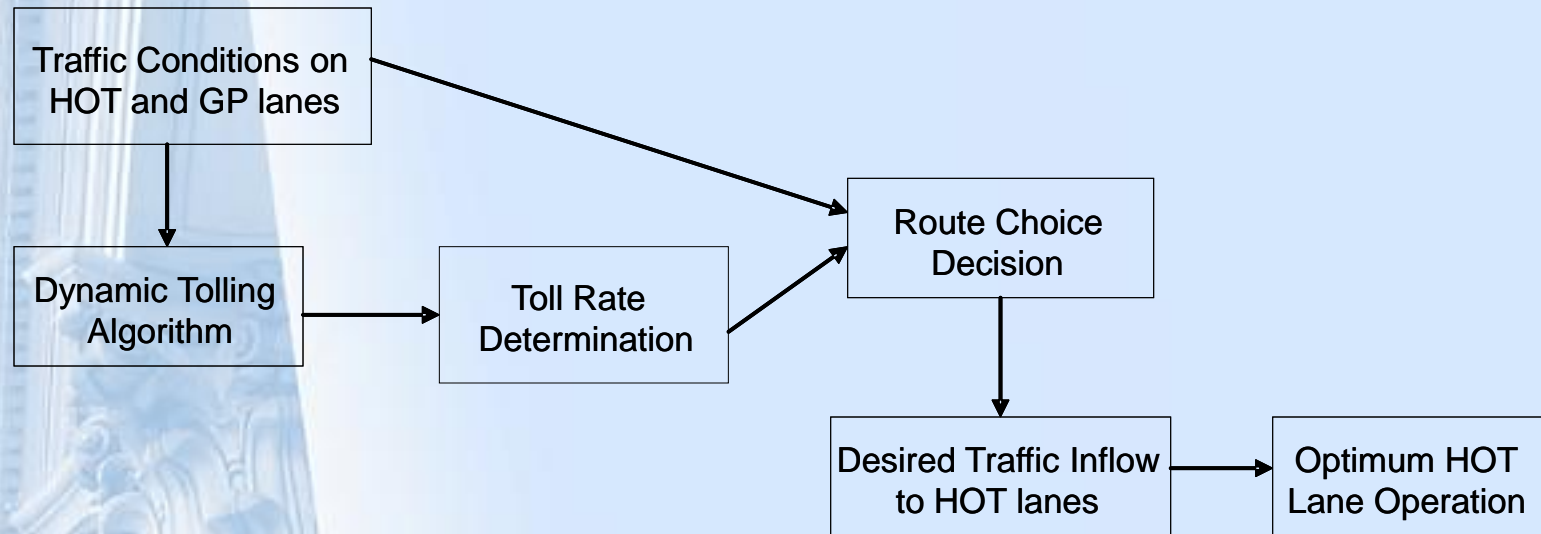 Traffic Conditions on
HOT and GP lanes
Dynamic Tolling
Algorithm
Toll Rate
Determination
Route Choice
Decision
Desired Traffic Inflow
to HOT lanes
Optimum HOT
Lane Operation